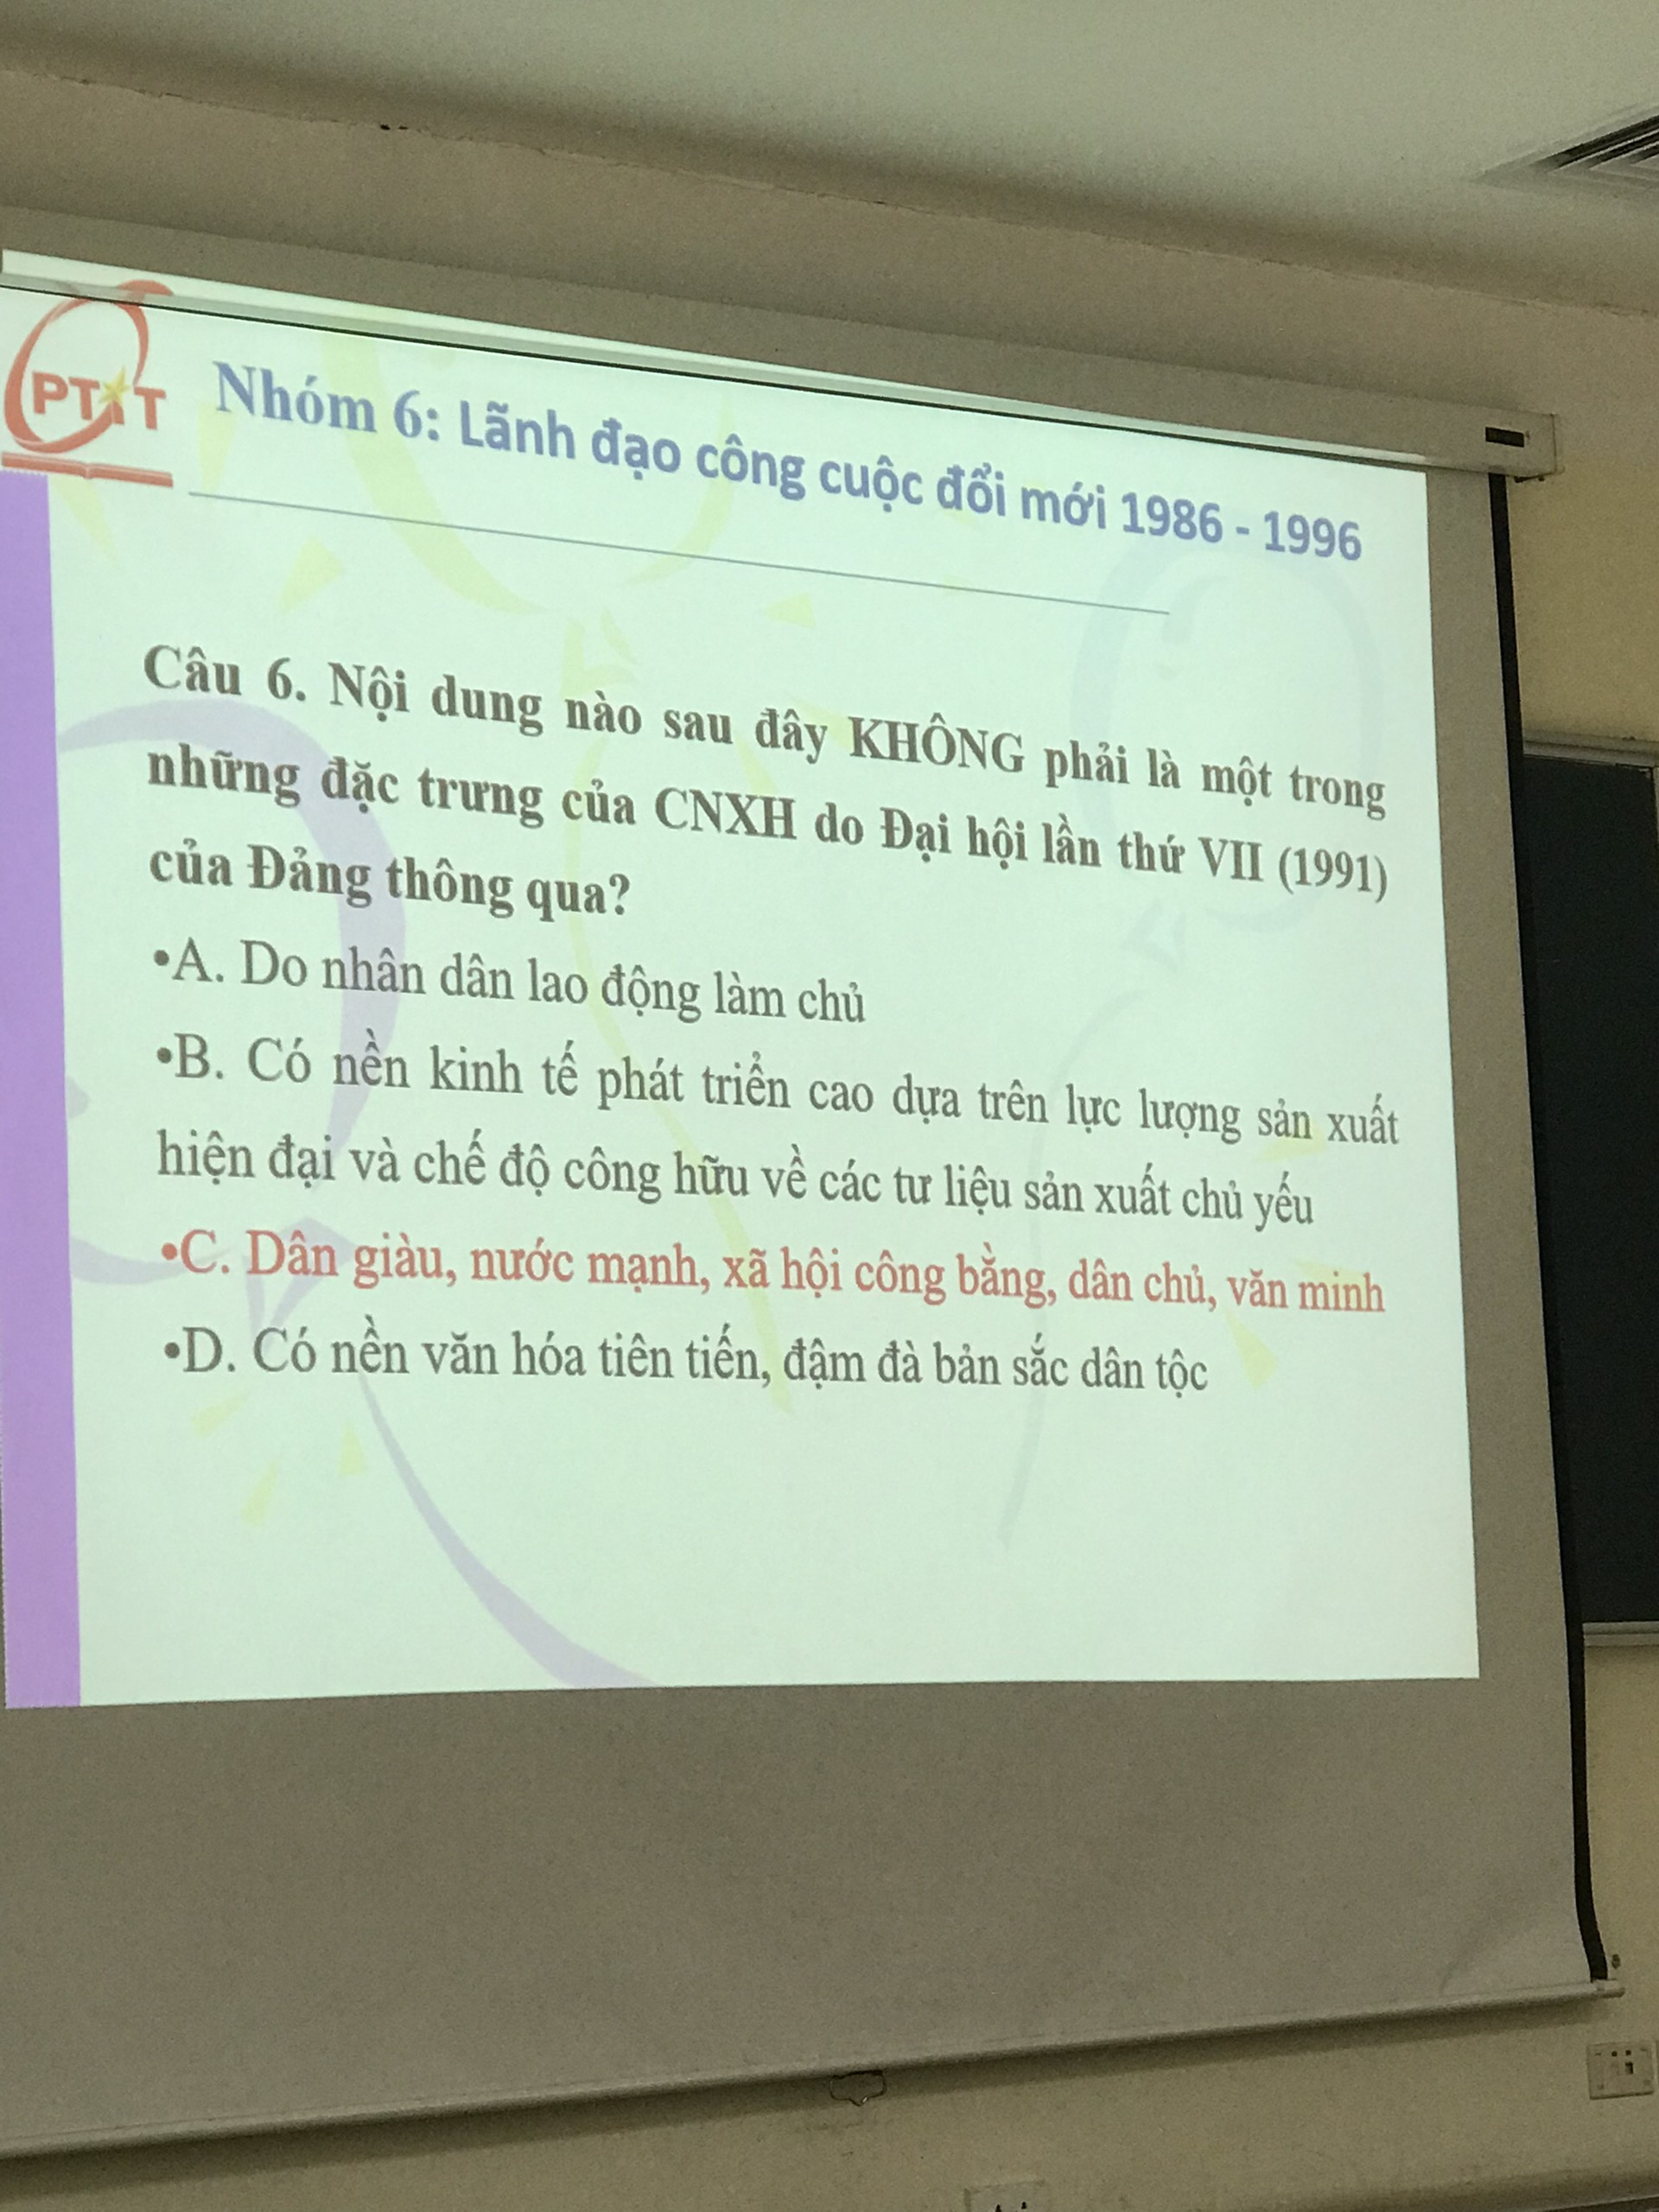 PTiT
Nhóm 6: Lãnh đạo công cuộc đổi mới 1986 - 1996
Câu 6. Nội dung nào sau đây KHÔNG phải là một trong
những đặc trưng của CNXH do Đại hội lần thứ VII (1991)
của Đảng thông qua?
•A. Do nhân dân lao động làm chủ
•B. Có nền kinh tế phát triển cao dựa trên lực lượng sản xuất
hiện đại và chế độ công hữu về các tư liệu sản xuất chủ yếu
•C. Dân giàu, nước mạnh, xã hội công bằng, dân chủ, văn minh
•D. Có nền văn hóa tiên tiến, đậm đà bản sắc dân tộc